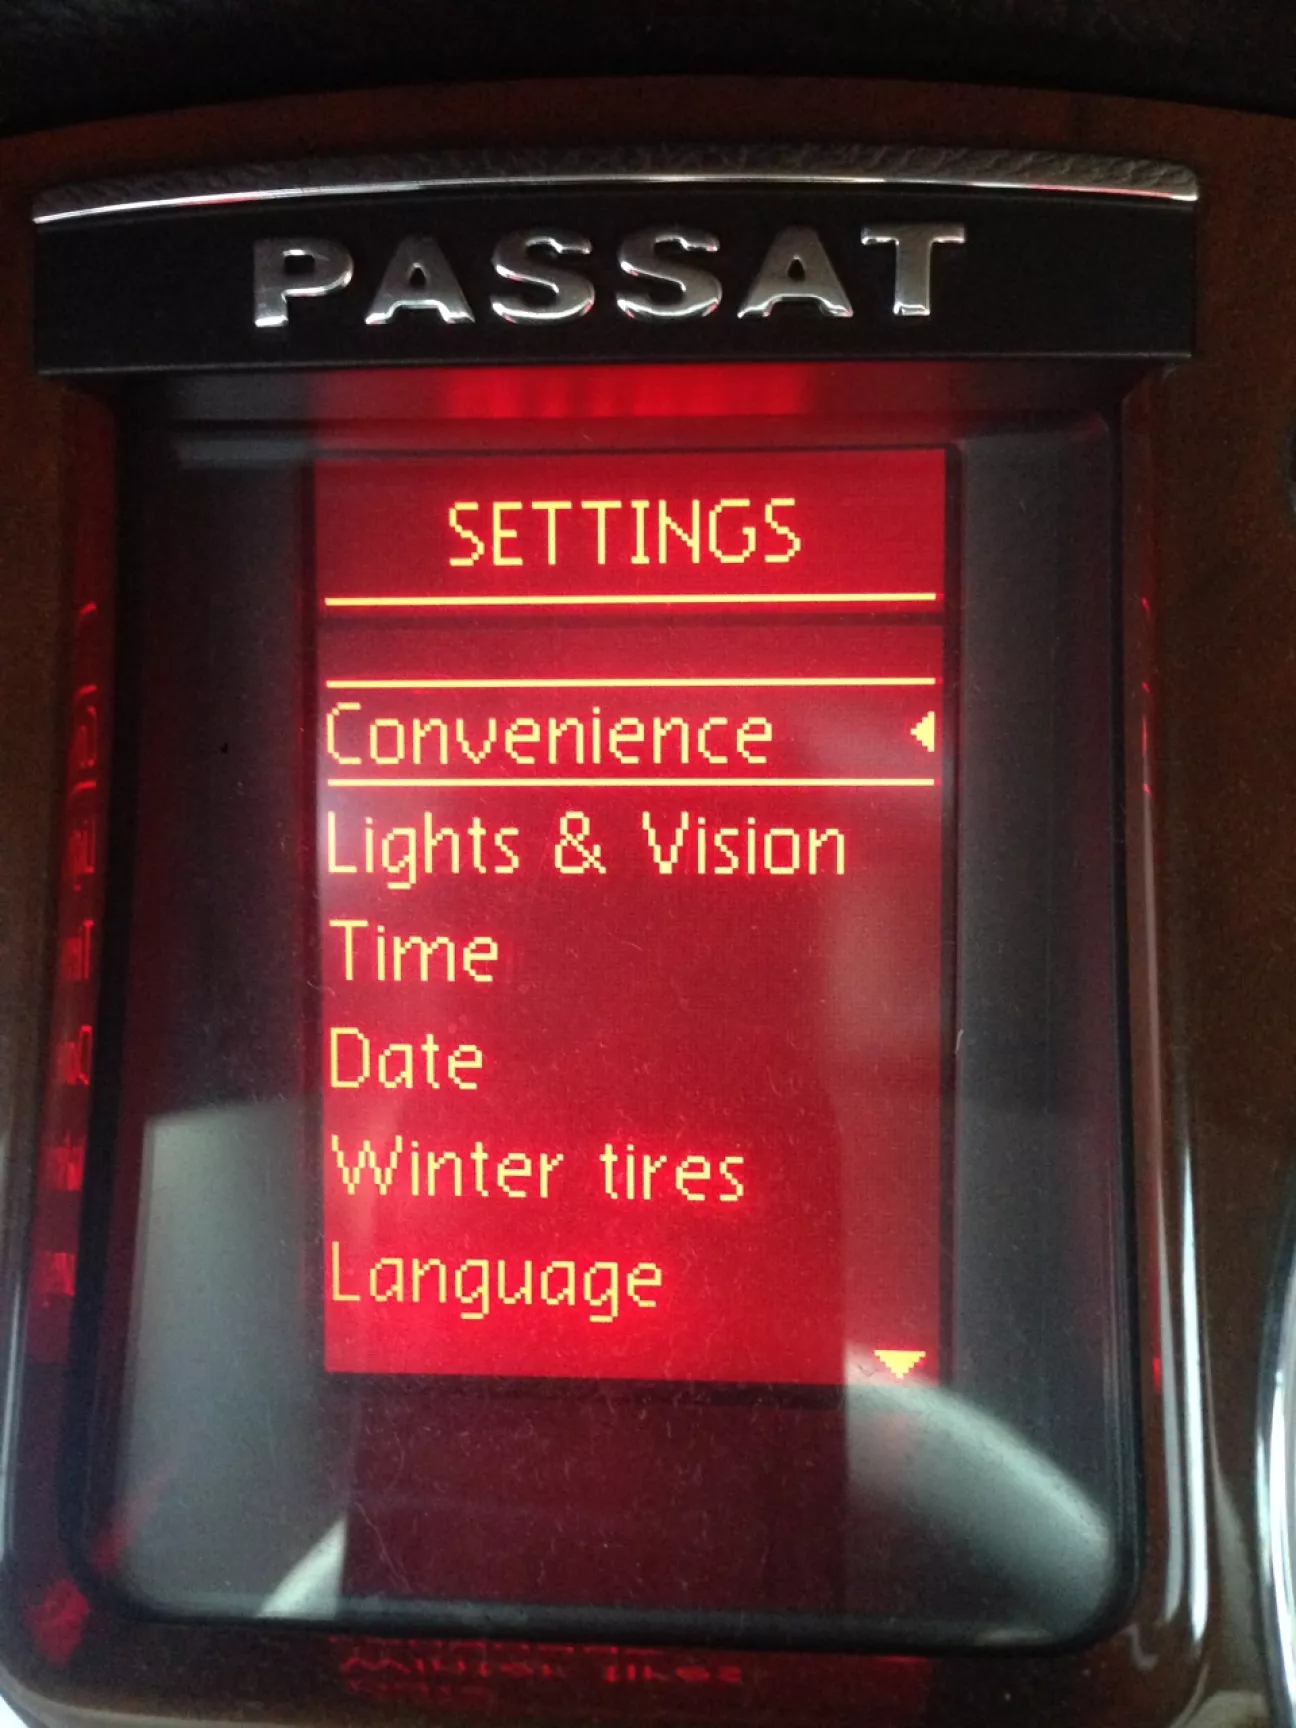 PASSAT
SETTINGS
Convenience
Lights & Vision
Time
Date
Winter tires
Language